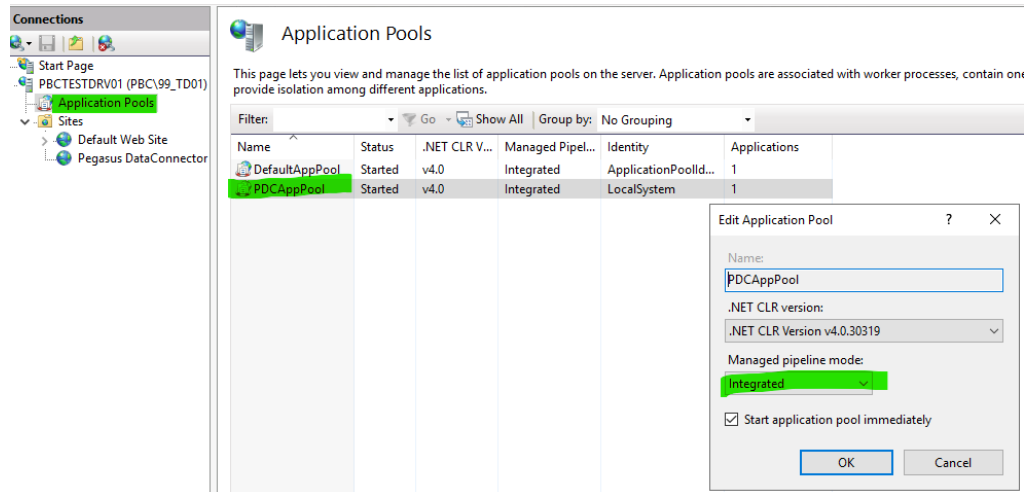 Connections
Start Page
PBCTESTDRV01 (PBC\99_TD01)
Application Pools
Sites
Default Web Site
Pegasus DataConnector
Application Pools
This page lets you view and manage the list of application pools on the server. Application pools are associated with worker processes, contain one
provide isolation among different applications.
Filter: Go Show All Group by: No Grouping
Name Status .NET CLR V... Managed Pipel... Identity Applications
DefaultAppPool Started v4.0 Integrated ApplicationPoolId... 1
PDCAppPool Started v4.0 Integrated LocalSystem 1
Edit Application Pool ?
Name:
PDCAppPool
.NET CLR version:
.NET CLR Version v4.0.30319
Managed pipeline mode:
Integrated
Start application pool immediately
OK Cancel